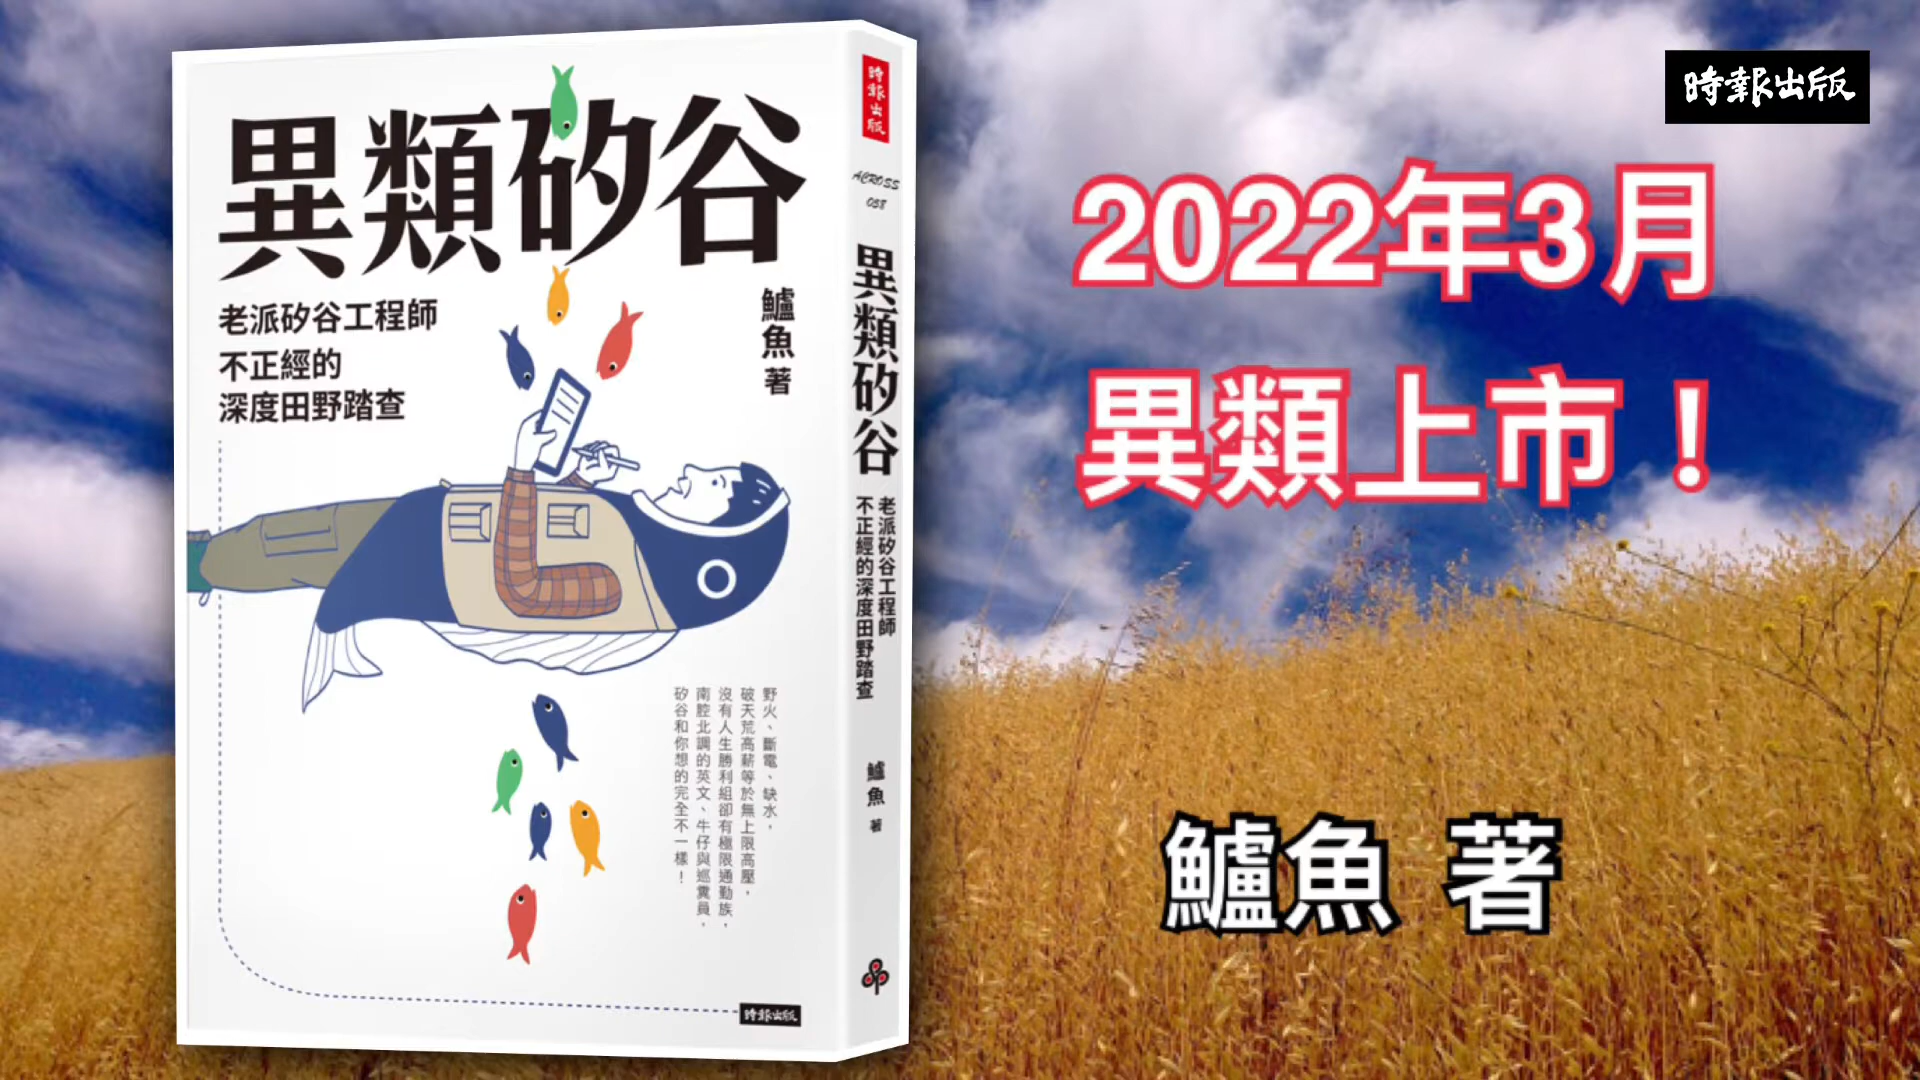 異類矽谷
老派矽谷工程師
不正經的
深度田野踏查
鱸魚 著
野火、斷電、缺水，
破天荒高薪等於無上限高壓，
沒有人生勝利組卻有極限通勤族，
南腔北調的英文、牛仔與巡糞員，
矽谷和你想的完全不一樣！
時報出版
時報出版
ACROSS
058
異類矽谷
老派矽谷工程師
不正經的深度田野踏查
鱸魚 著
時報出版
2022年3月
異類上市！
鱸魚 著